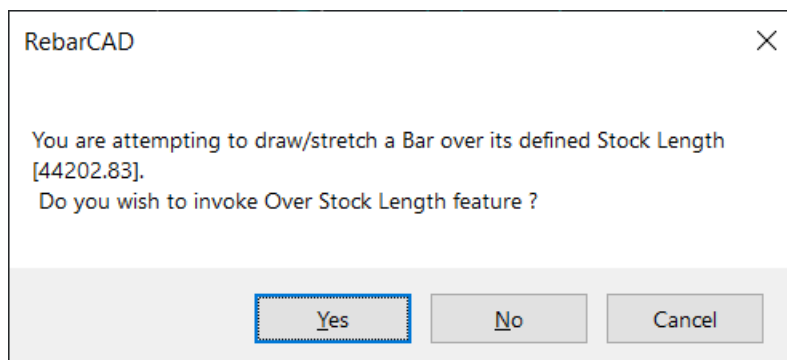 RebarCAD
You are attempting to draw/stretch a Bar over its defined Stock Length
[44202.83].
Do you wish to invoke Over Stock Length feature ?
Yes
No
Cancel